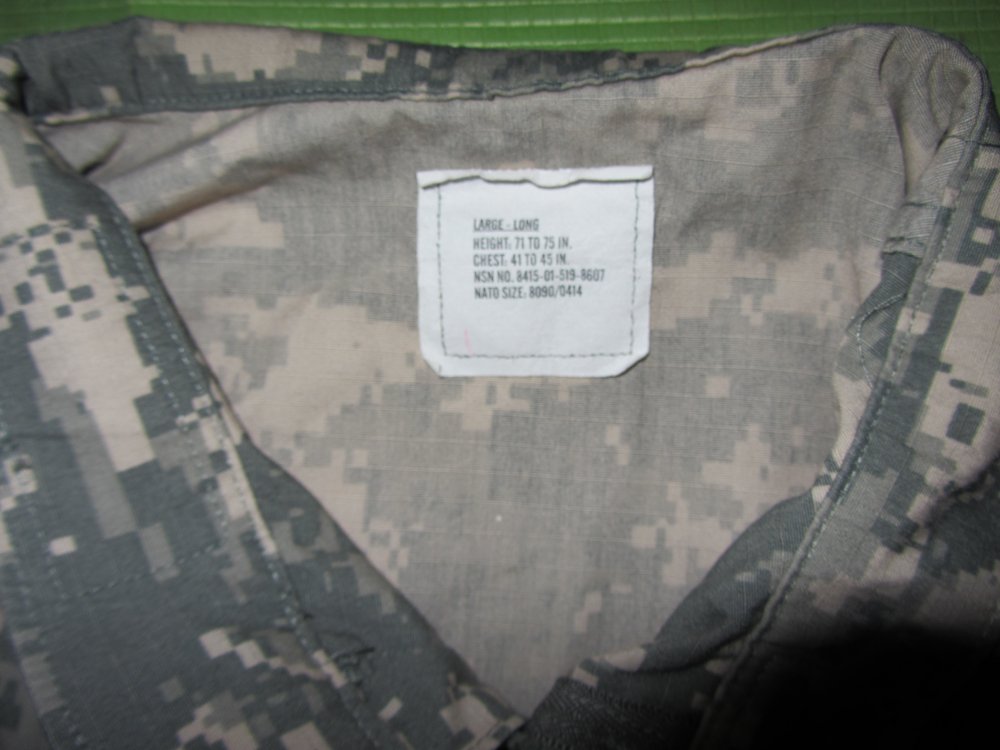 LARGE - LONG
HEIGHT: 71 TO 75 IN.
CHEST: 41 TO 45 IN.
NSN NO. 8415-01-519-8607
NATO SIZE: 8090/0414